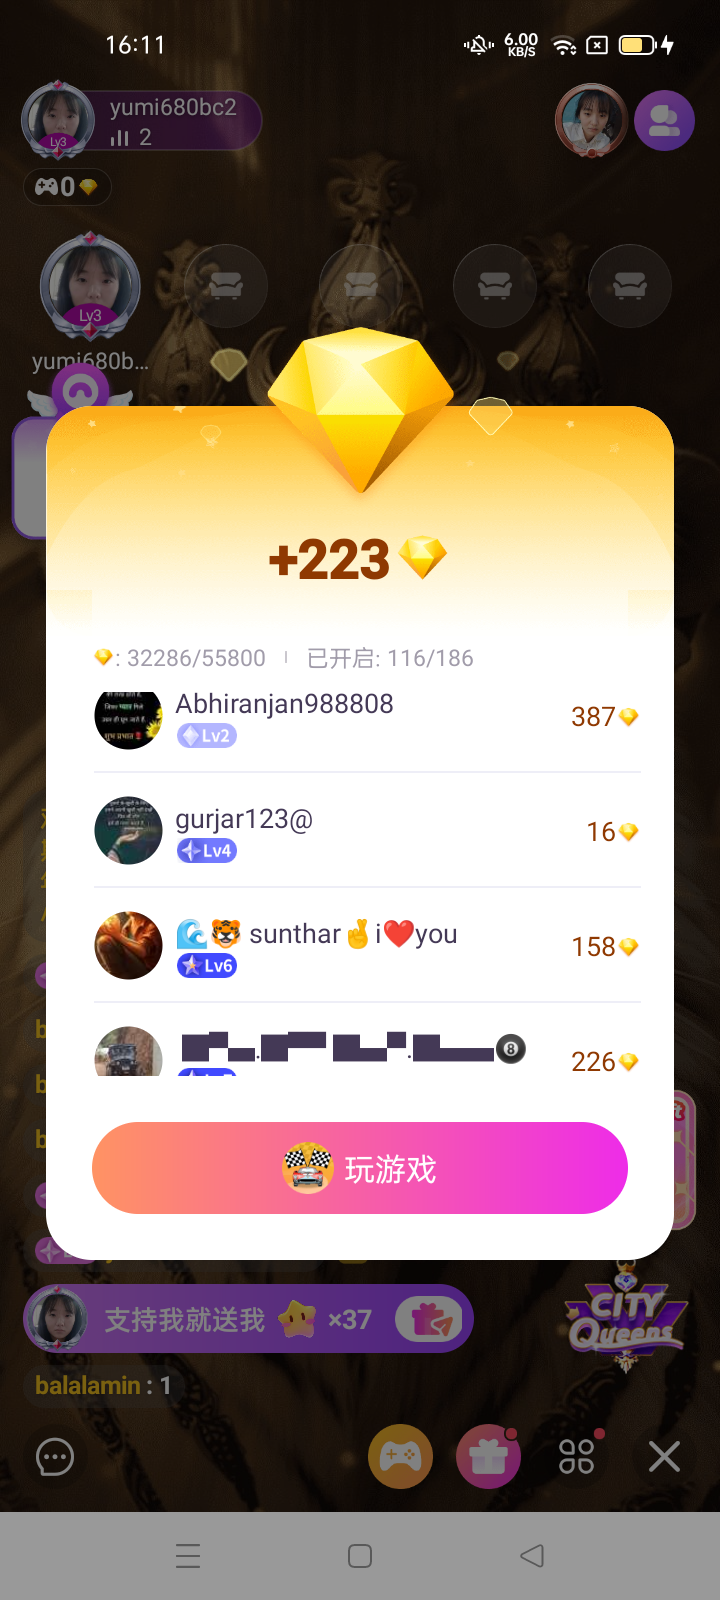 16:11
6.00
KB/S
yumi680bc2
2
Lv3
0
Lv3
yumi680b...
+223
: 32286/55800 | 已开启: 116/186
Abhiranjan988808
387
Lv2
gurjar123@
16
Lv4
🌊🐯 sunthar✌️i❤️you
158
Lv6
226
玩游戏
支持我就送我 ×37
CITY
Queens
balalamin : 1